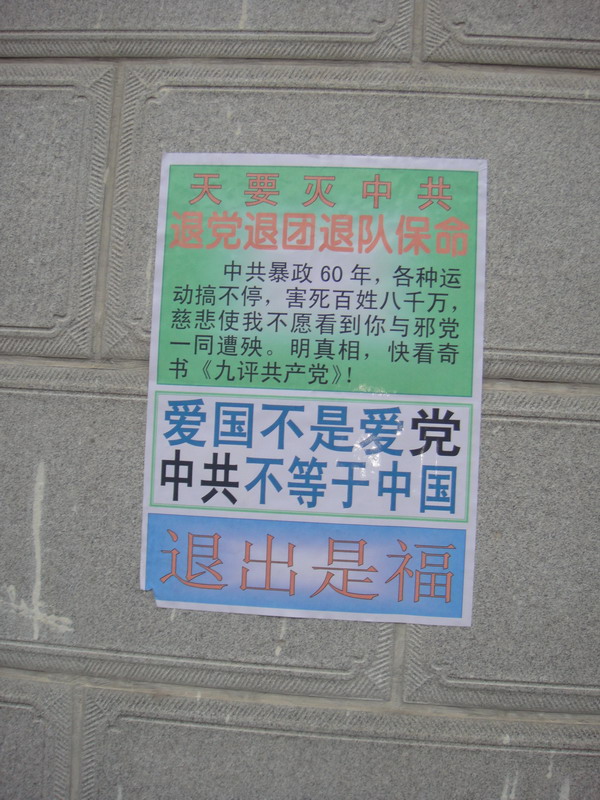 天要灭中共
退党退团退队保命
中共暴政60年，各种运
动搞不停，害死百姓八千万，
慈悲使我不愿看到你与邪党
一同遭殃。明真相，快看奇
书《九评共产党》！
爱国不是爱党
中共不等于中国
退出是福